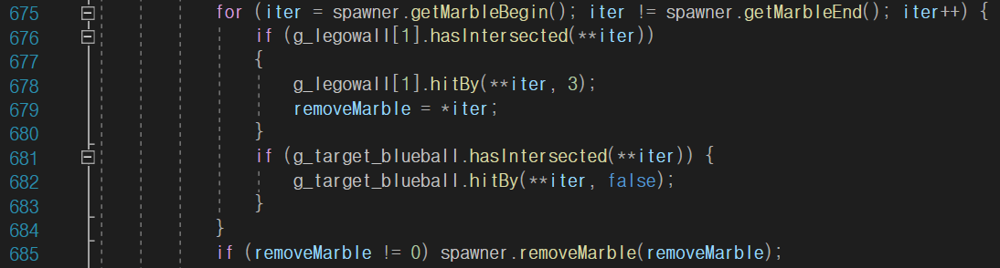 675 for (iter = spawner.getMarbleBegin(); iter != spawner.getMarbleEnd(); iter++) {
676 if (g_legowall[1].hasIntersected(**iter))
677 {
678 g_legowall[1].hitBy(**iter, 3);
679 removeMarble = *iter;
680 }
681 if (g_target_blueball.hasIntersected(**iter)) {
682 g_target_blueball.hitBy(**iter, false);
683 }
684 }
685 if (removeMarble != 0) spawner.removeMarble(removeMarble);